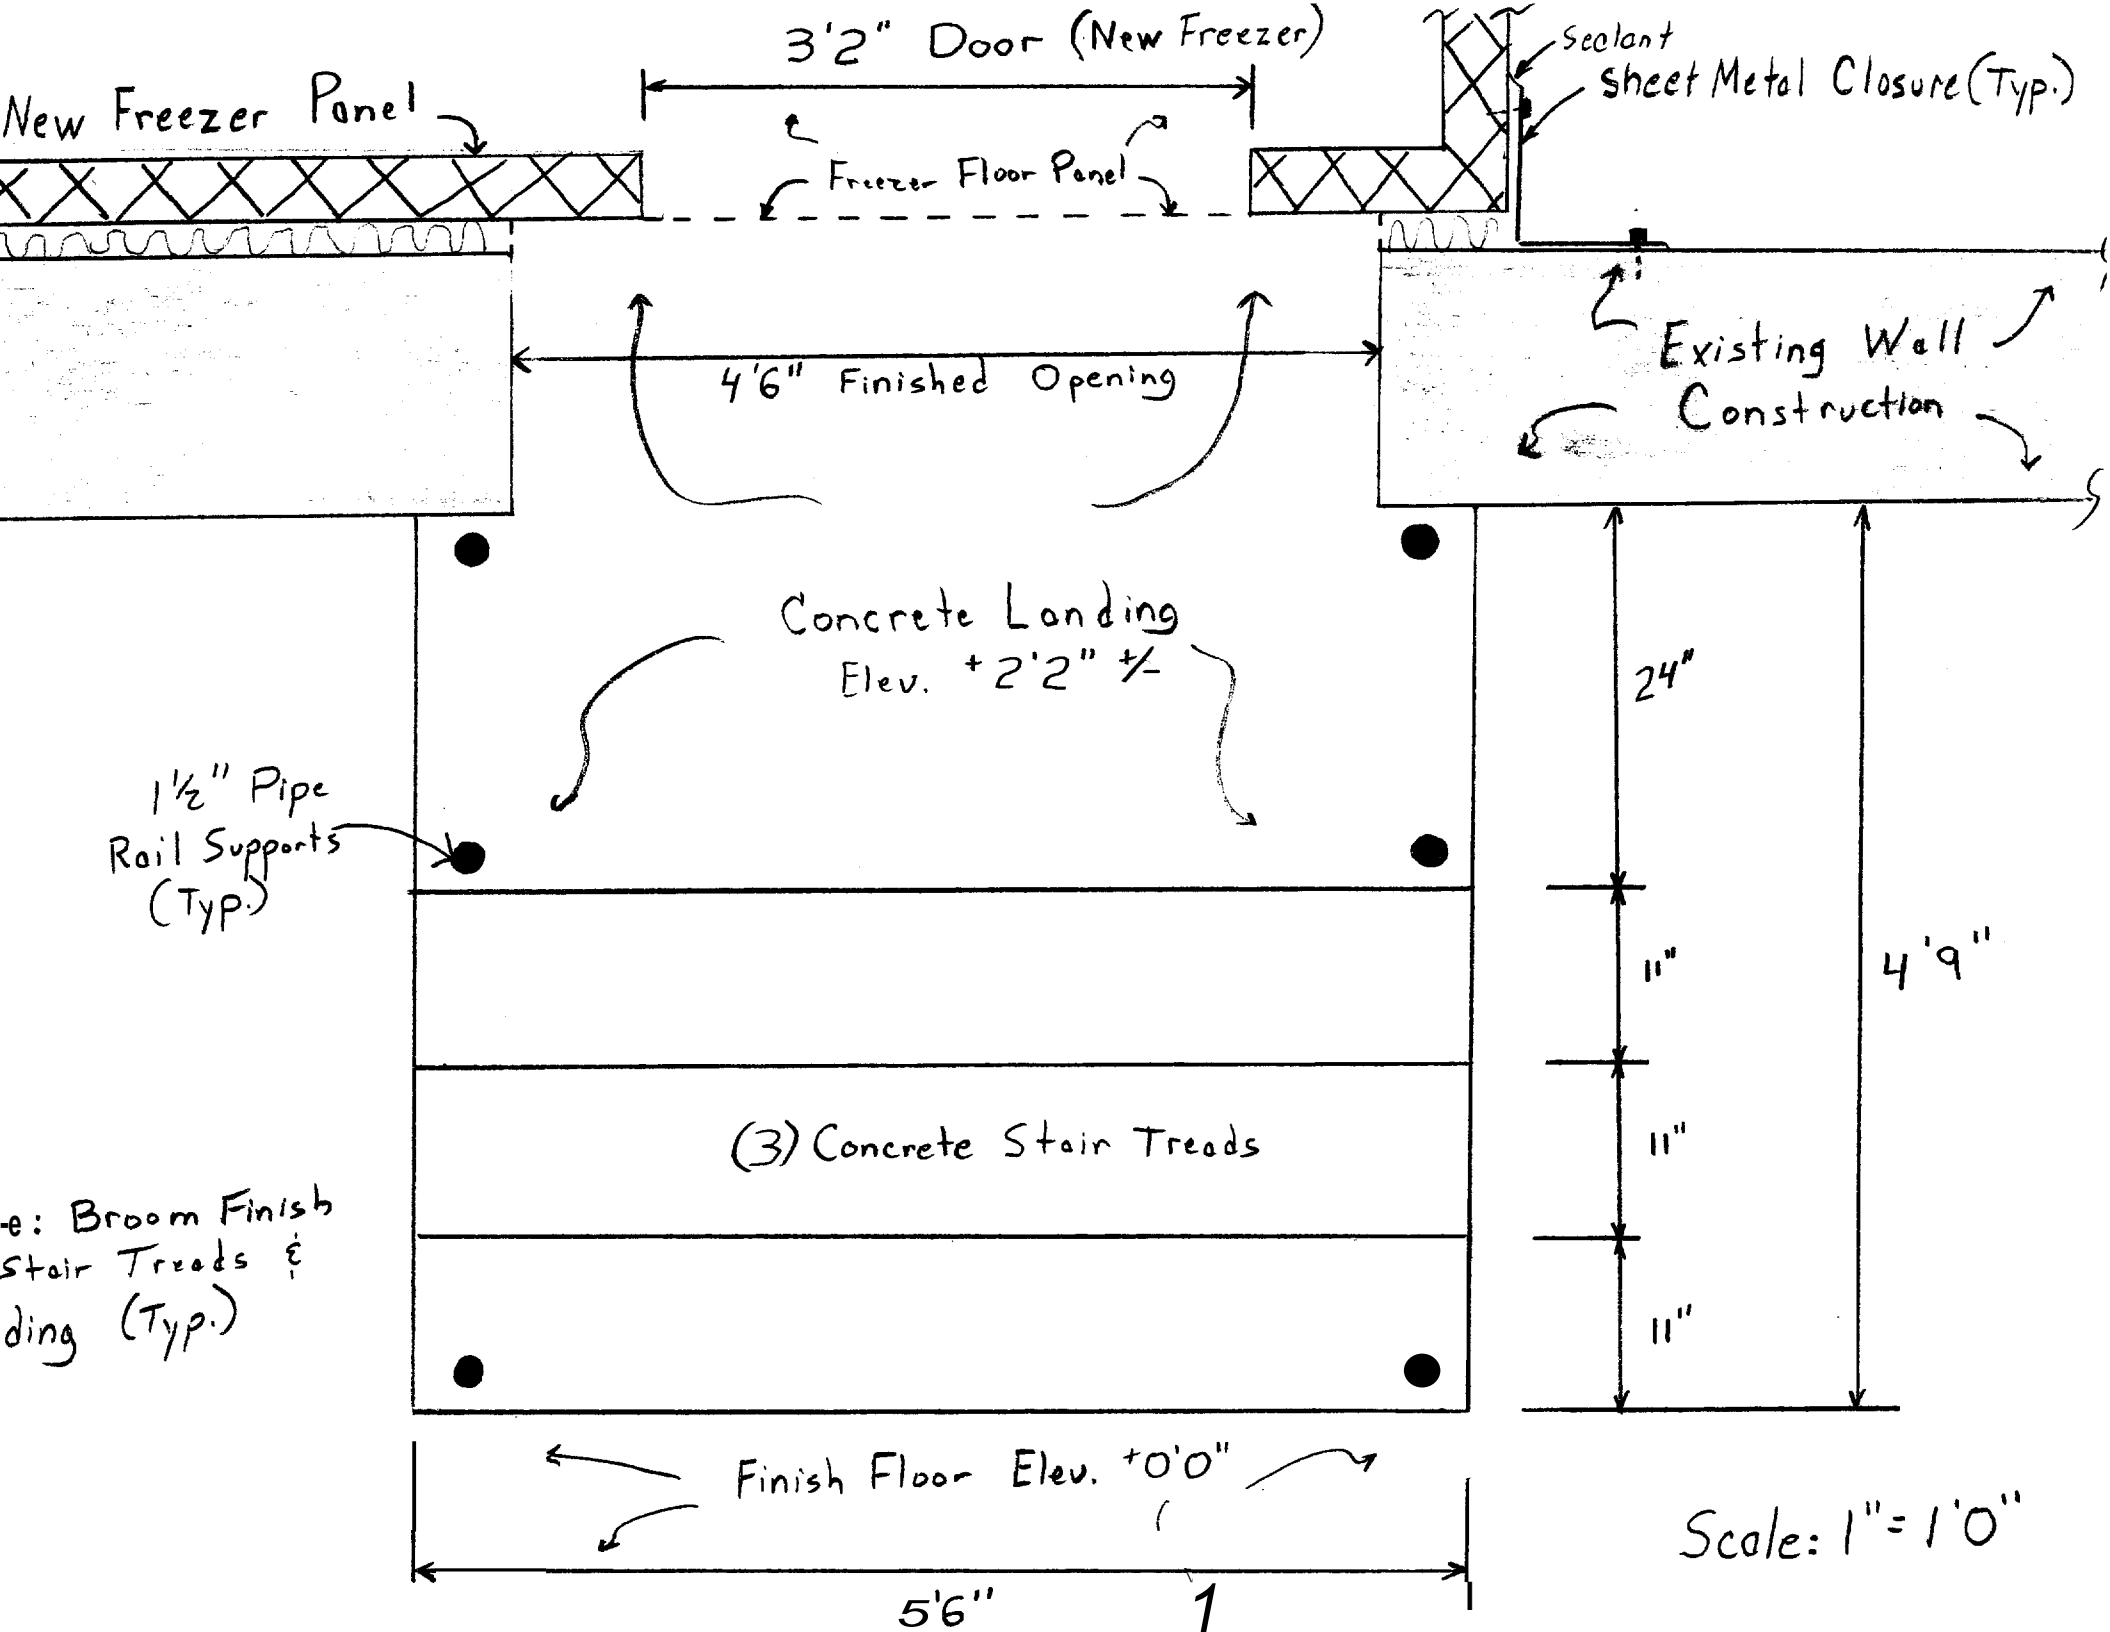 3'2" Door (New Freezer)
Sealant
Sheet Metal Closure (Typ.)
New Freezer Panel
Freezer Floor Panel
4'6" Finished Opening
Existing Wall
Construction
Concrete Landing
Elev. +2'2" +/-
24"
1½" Pipe
Rail Supports
(Typ.)
11"
4'9"
(3) Concrete Stair Treads
11"
e: Broom Finish
Stair Treads &
ding (Typ.)
11"
Finish Floor Elev. +0'0"
Scale: 1"=1'0"
5'6"
1